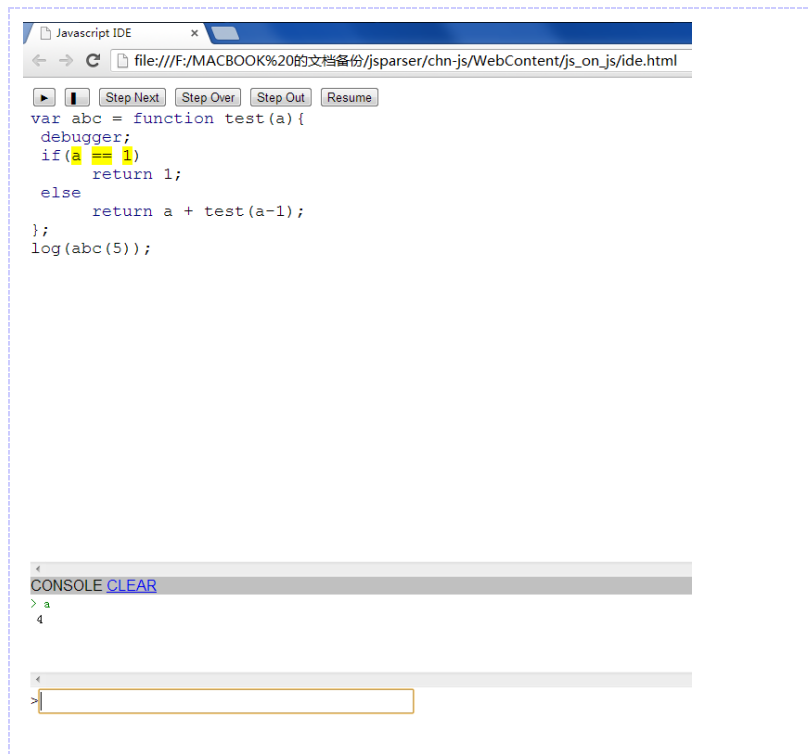 Javascript IDE ×
file:///F:/MACBOOK%20的文档备份/jsparser/chn-js/WebContent/js_on_js/ide.html
Step Next Step Over Step Out Resume
var abc = function test(a){
debugger;
if(a == 1)
return 1;
else
return a + test(a-1);
};
log(abc(5));
CONSOLE CLEAR
> a
4
>